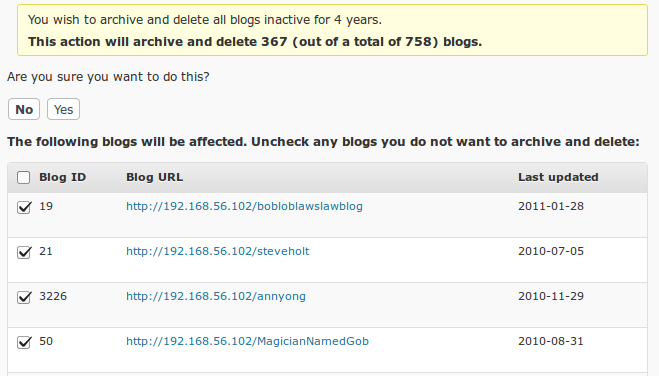 You wish to archive and delete all blogs inactive for 4 years.
This action will archive and delete 367 (out of a total of 758) blogs.
Are you sure you want to do this?
No Yes
The following blogs will be affected. Uncheck any blogs you do not want to archive and delete:
Blog ID Blog URL Last updated
19 http://192.168.56.102/bobloblawslawblog 2011-01-28
21 http://192.168.56.102/steveholt 2010-07-05
3226 http://192.168.56.102/annyong 2010-11-29
50 http://192.168.56.102/MagicianNamedGob 2010-08-31